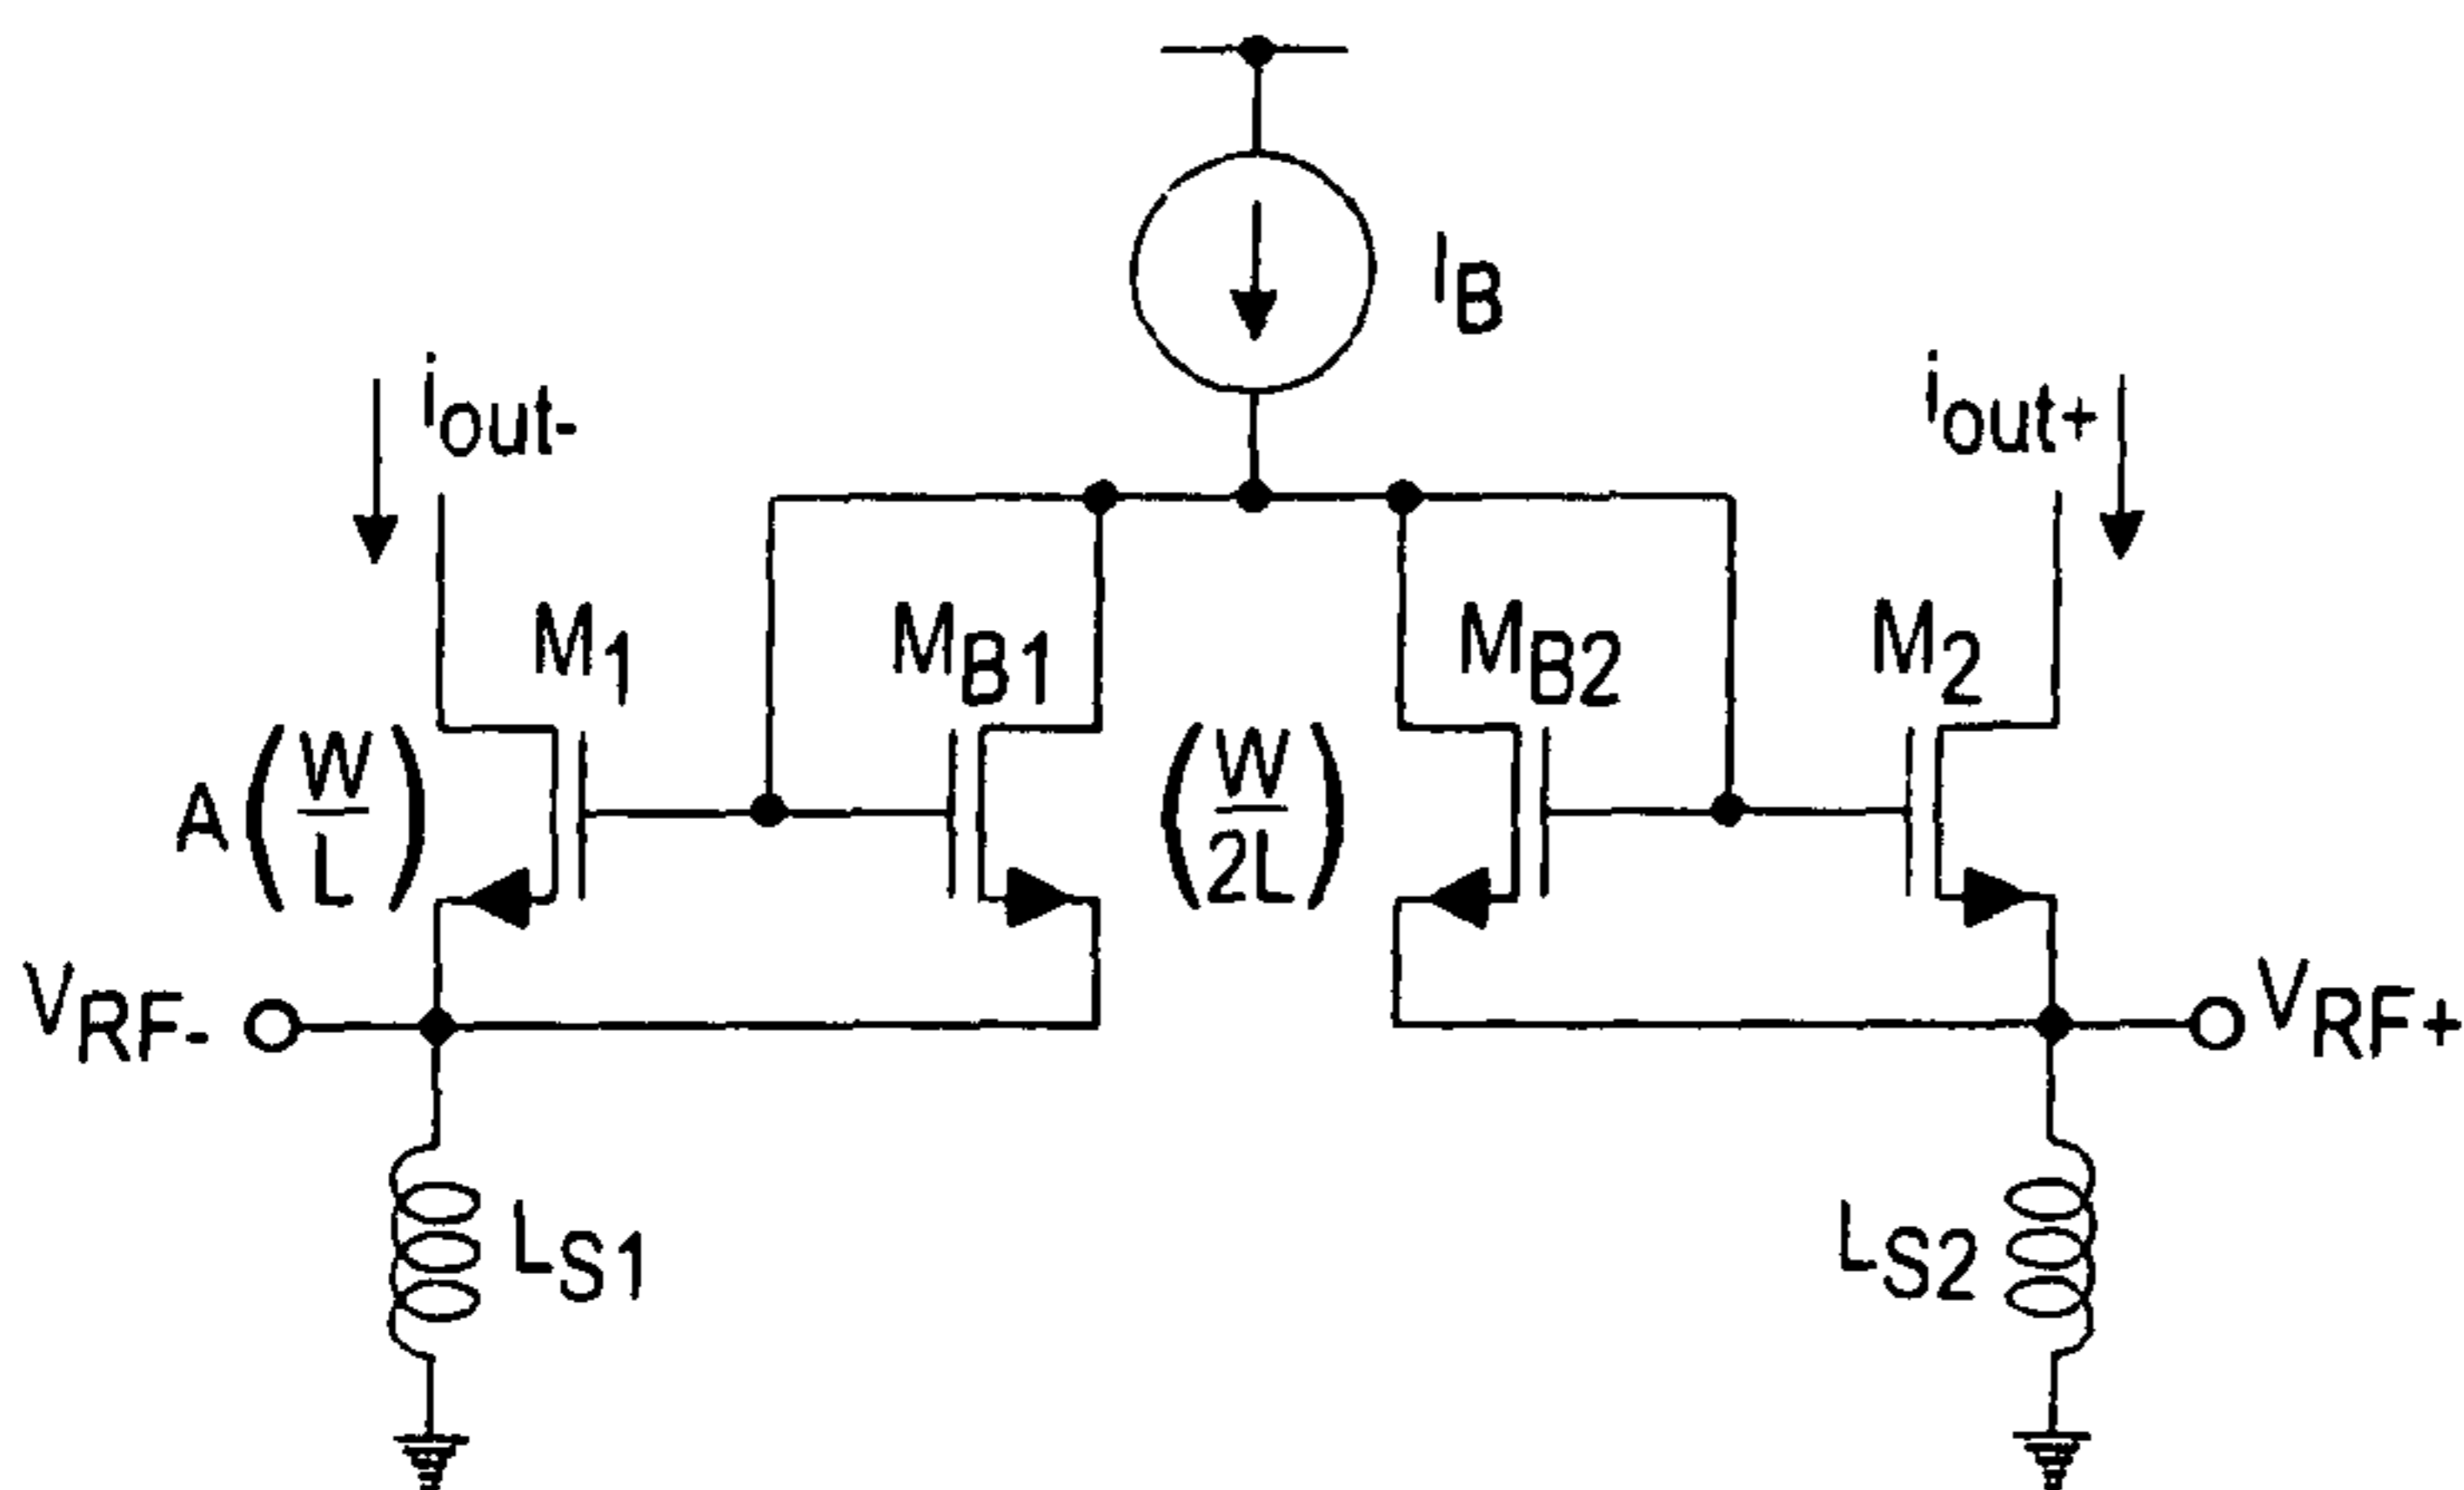 I_B
i_out-
i_out+
M_1
M_B1
M_B2
M_2
A(W/L)
(W/2L)
V_RF-
V_RF+
L_S1
L_S2